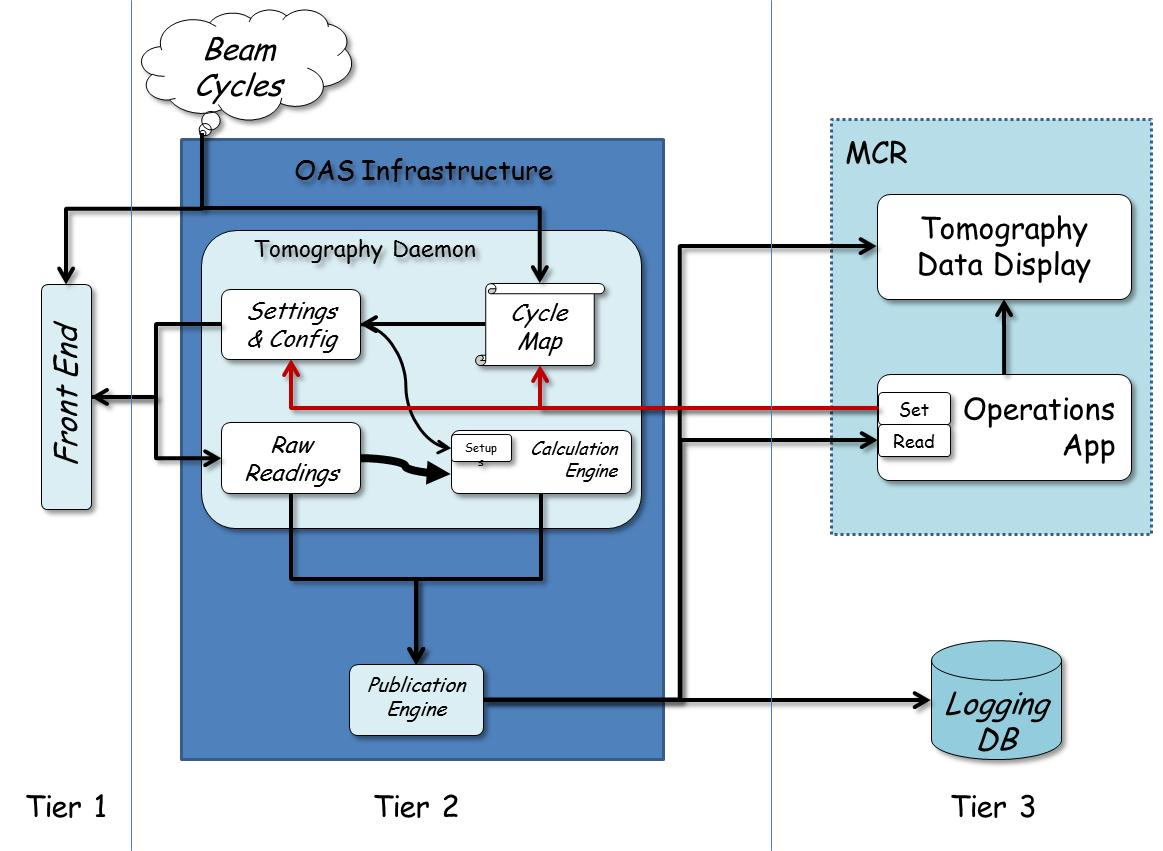 Beam
Cycles
OAS Infrastructure
MCR
Tomography Daemon
Tomography
Data Display
Settings
& Config
Cycle
Map
Front End
Set
Read
Operations
App
Raw
Readings
Setup
s
Calculation
Engine
Publication
Engine
Logging
DB
Tier 1
Tier 2
Tier 3